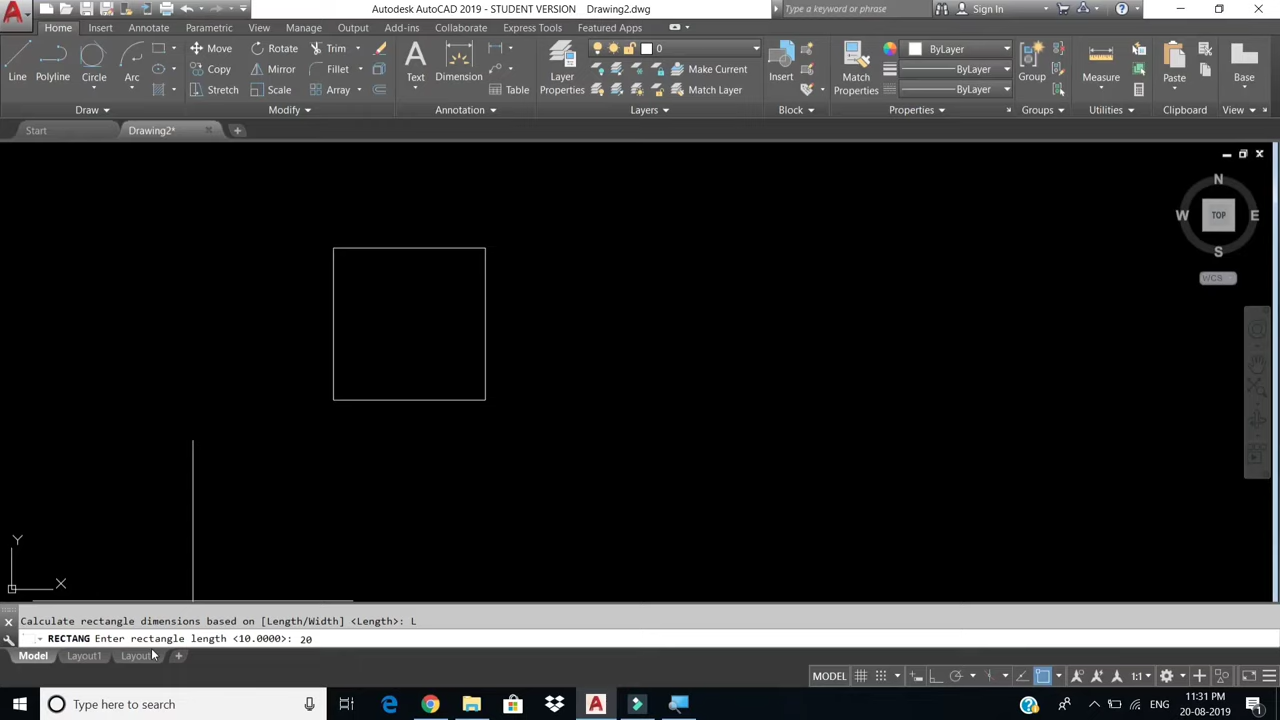 Autodesk AutoCAD 2019 - STUDENT VERSION Drawing2.dwg
Type a keyword or phrase
Sign In
Home Insert Annotate Parametric View Manage Output Add-ins Collaborate Express Tools Featured Apps
Line Polyline Circle Arc
Move Rotate Trim
Copy Mirror Fillet
Stretch Scale Array
Text Dimension Table
Layer Properties
0
Make Current
Match Layer
Insert
Match Properties
ByLayer
ByLayer
ByLayer
Group
Measure
Paste
Base
Draw Modify Annotation Layers Block Properties Groups Utilities Clipboard View
Start Drawing2*
N
W TOP E
S
WCS
Y
X
Calculate rectangle dimensions based on [Length/Width] <Length>: L
RECTANG Enter rectangle length <10.0000>: 20
Model Layout1 Layout
MODEL 1:1
Type here to search
ENG
11:31 PM
20-08-2019
1